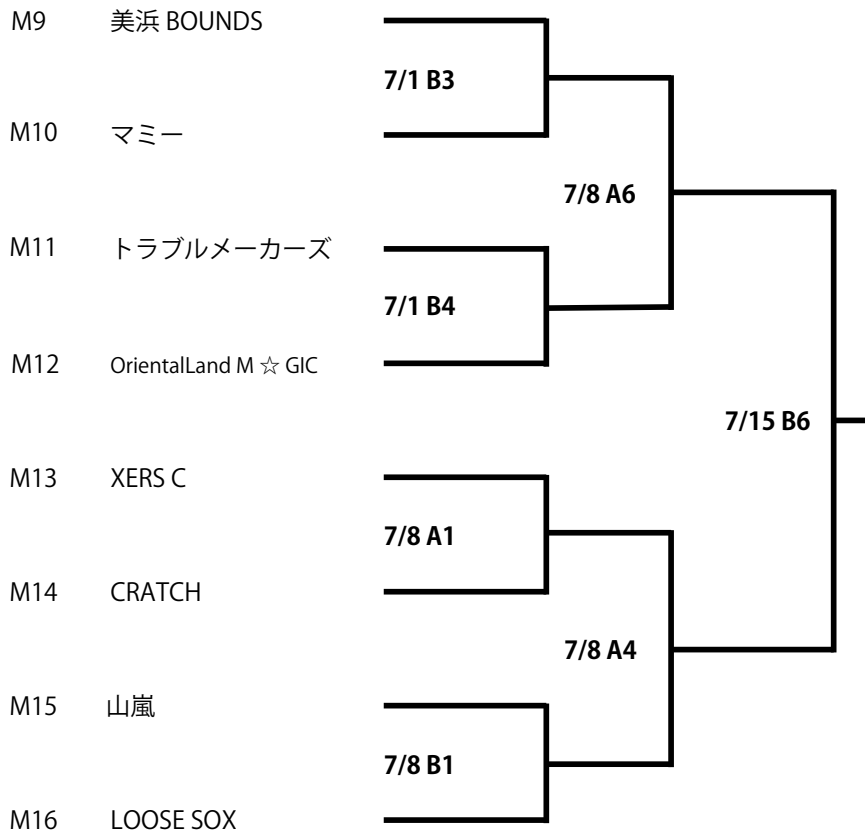 M9 美浜 BOUNDS
7/1 B3
M10 マミー
7/8 A6
M11 トラブルメーカーズ
7/1 B4
M12 OrientalLand M ☆ GIC
7/15 B6
M13 XERS C
7/8 A1
M14 CRATCH
7/8 A4
M15 山嵐
7/8 B1
M16 LOOSE SOX